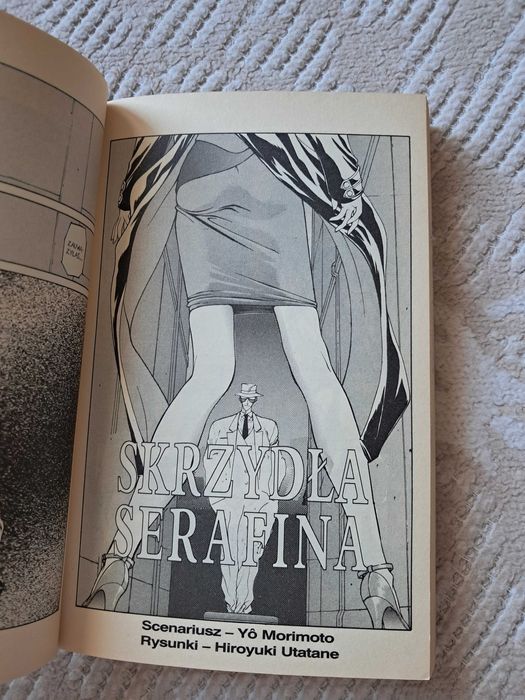 SKRZYDŁA
SERAFINA
Scenariusz – Yô Morimoto
Rysunki – Hiroyuki Utatane